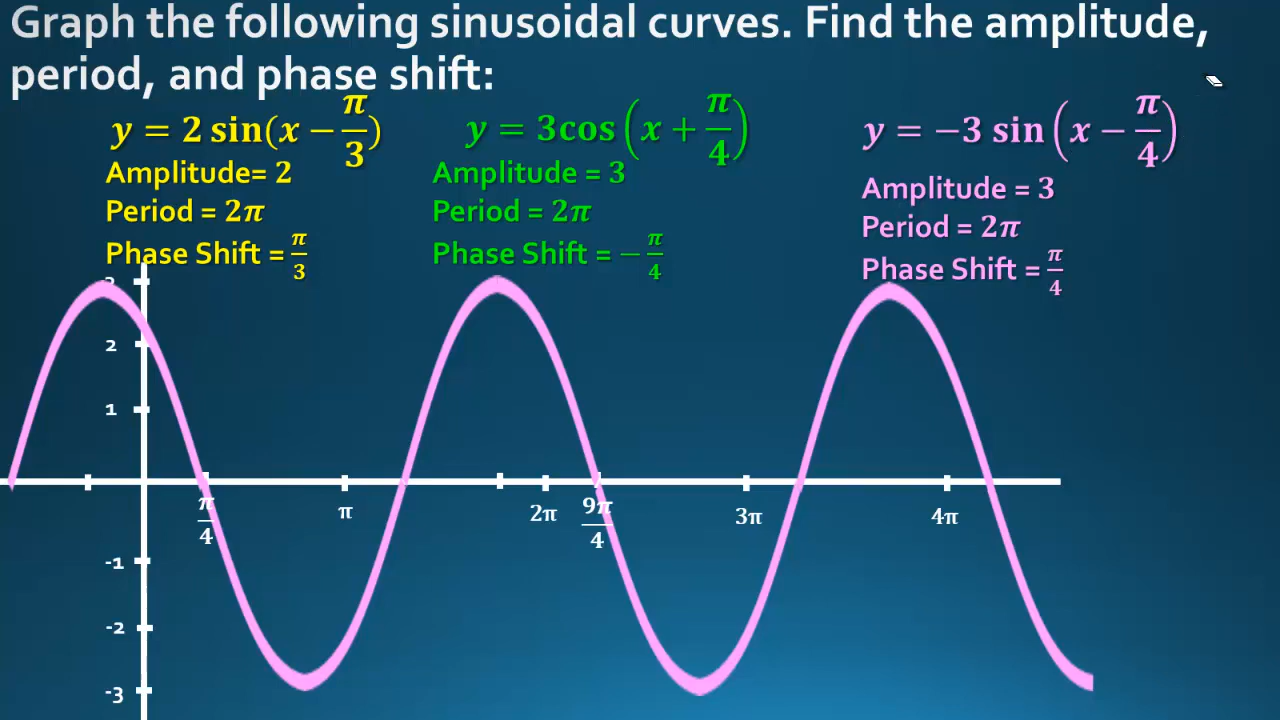 Graph the following sinusoidal curves. Find the amplitude,
period, and phase shift:
y = 2 sin(x − π/3)
Amplitude= 2
Period = 2π
Phase Shift = π/3
y = 3cos(x + π/4)
Amplitude = 3
Period = 2π
Phase Shift = −π/4
y = −3 sin(x − π/4)
Amplitude = 3
Period = 2π
Phase Shift = π/4
3
2
1
-1
-2
-3
π/4
π
2π
9π/4
3π
4π